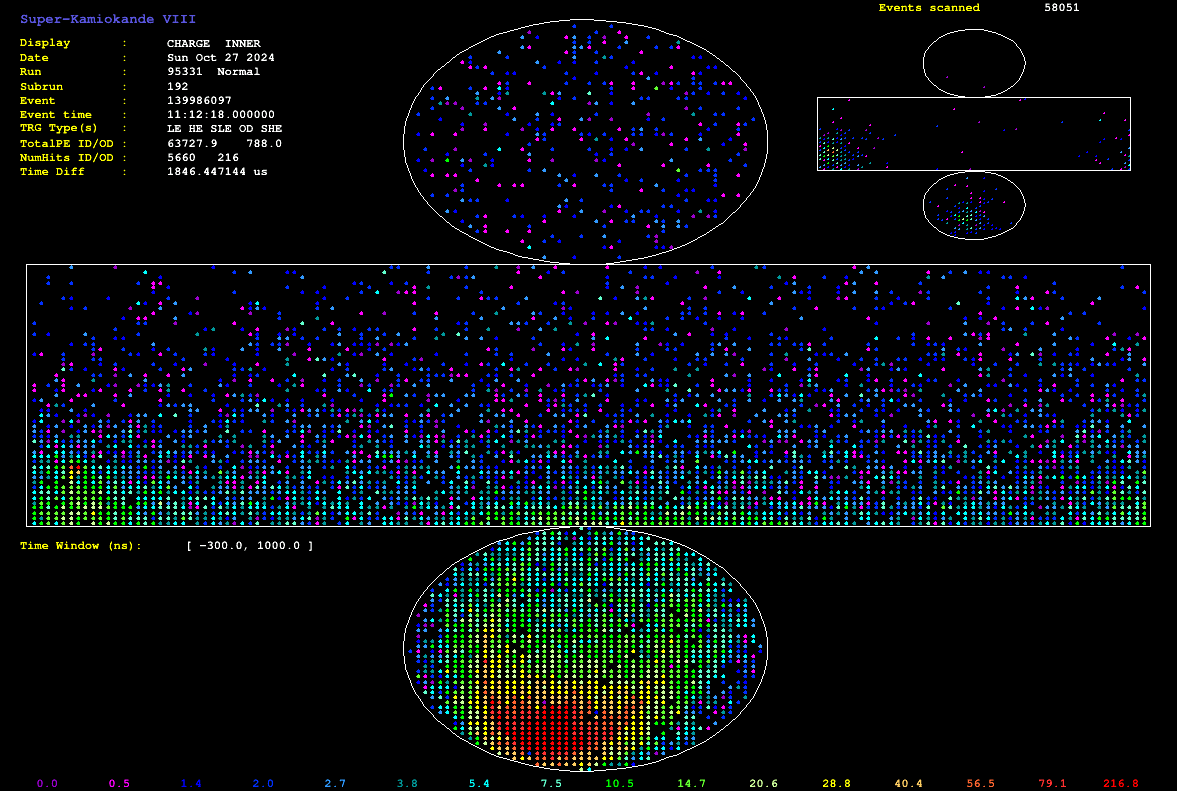 Super-Kamiokande VIII
Events scanned 58051
Display : CHARGE INNER
Date : Sun Oct 27 2024
Run : 95331 Normal
Subrun : 192
Event : 139986097
Event time : 11:12:18.000000
TRG Type(s) : LE HE SLE OD SHE
TotalPE ID/OD : 63727.9 788.0
NumHits ID/OD : 5660 216
Time Diff : 1846.447144 us
Time Window (ns): [ -300.0, 1000.0 ]
0.0 0.5 1.4 2.0 2.7 3.8 5.4 7.5 10.5 14.7 20.6 28.8 40.4 56.5 79.1 216.8